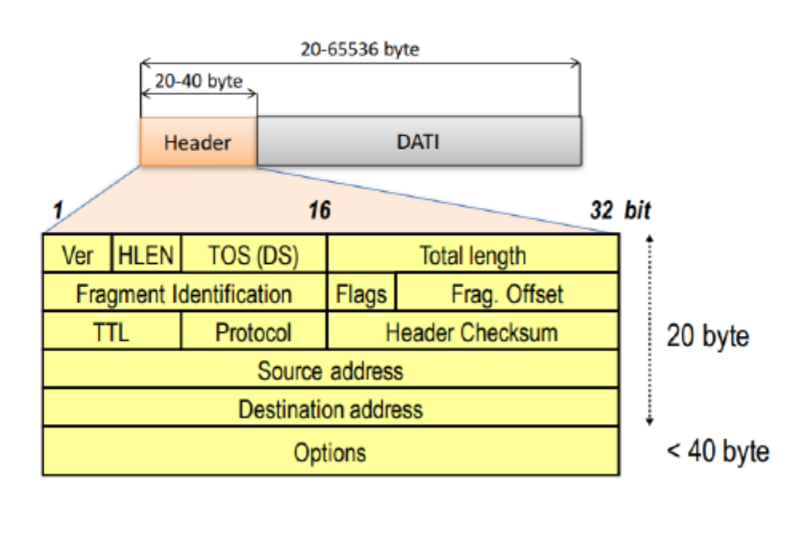 20-65536 byte
20-40 byte
Header DATI
1 16 32 bit
Ver HLEN TOS (DS) Total length
Fragment Identification Flags Frag. Offset
TTL Protocol Header Checksum
20 byte
Source address
Destination address
Options
< 40 byte